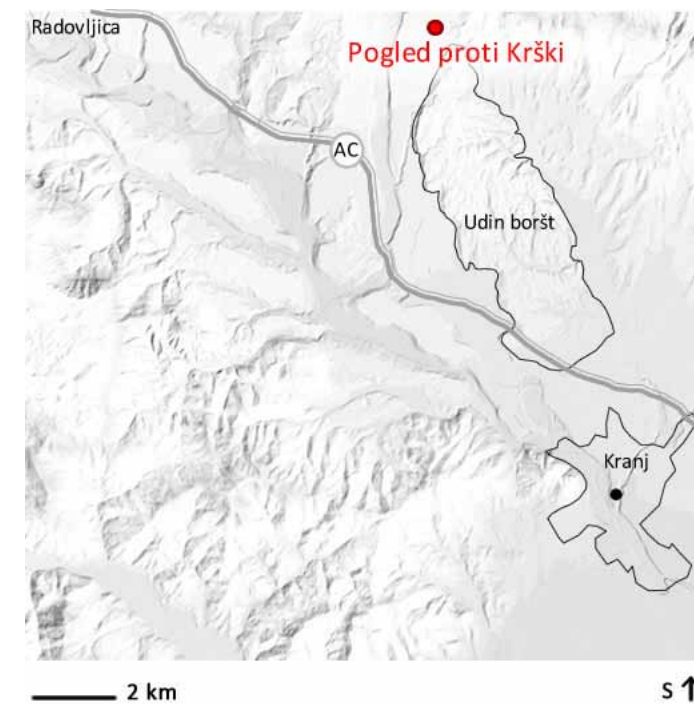 Radovljica
Pogled proti Krški
AC
Udin boršt
Kranj
2 km
S